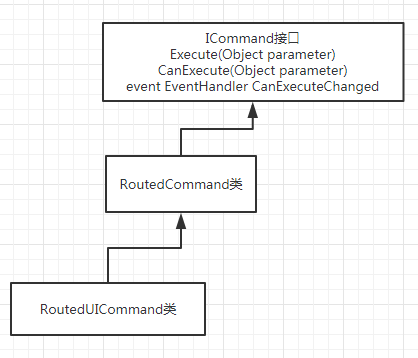 ICommand接口
Execute(Object parameter)
CanExecute(Object parameter)
event EventHandler CanExecuteChanged
RoutedCommand类
RoutedUICommand类